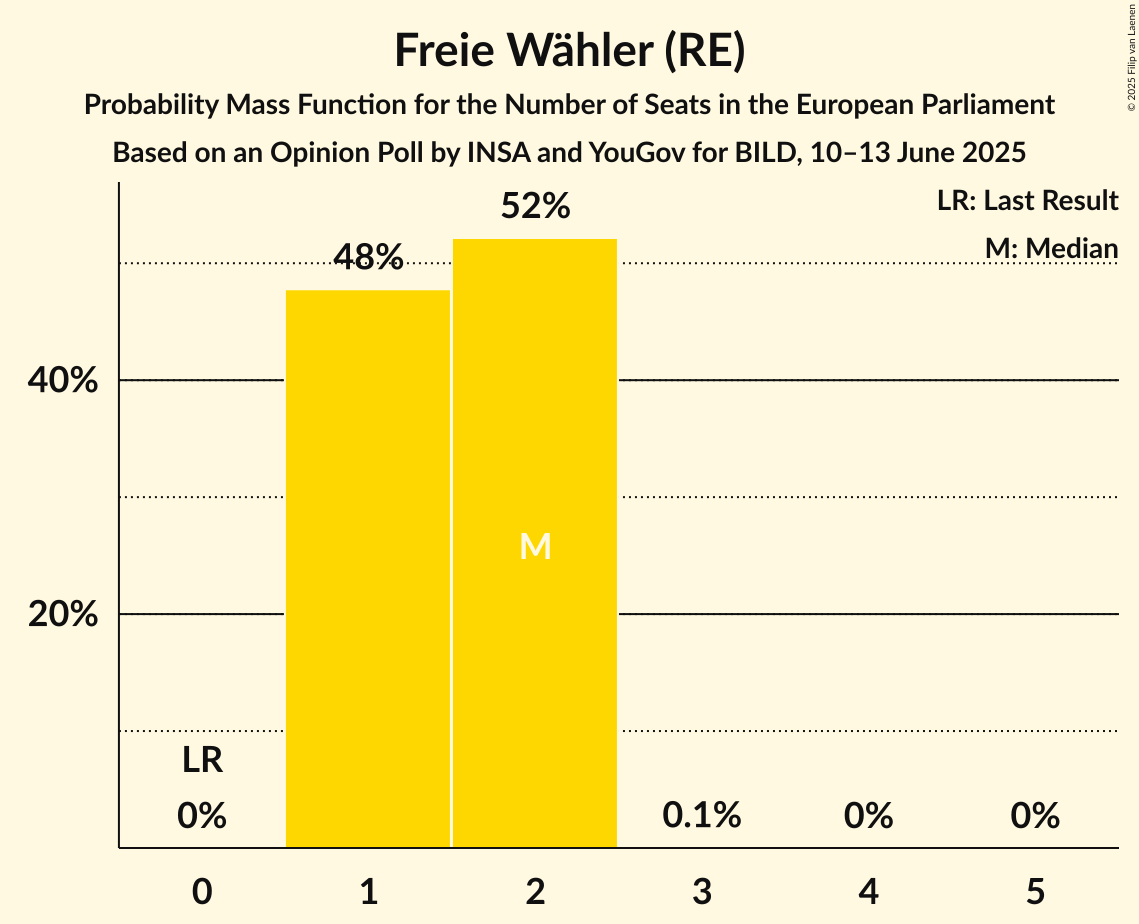 Freie Wähler (RE)
Probability Mass Function for the Number of Seats in the European Parliament
Based on an Opinion Poll by INSA and YouGov for BILD, 10–13 June 2025
© 2025 Filip van Laenen
LR: Last Result
M: Median
52%
48%
40%
M
20%
LR
0%
0.1%
0%
0%
0
1
2
3
4
5